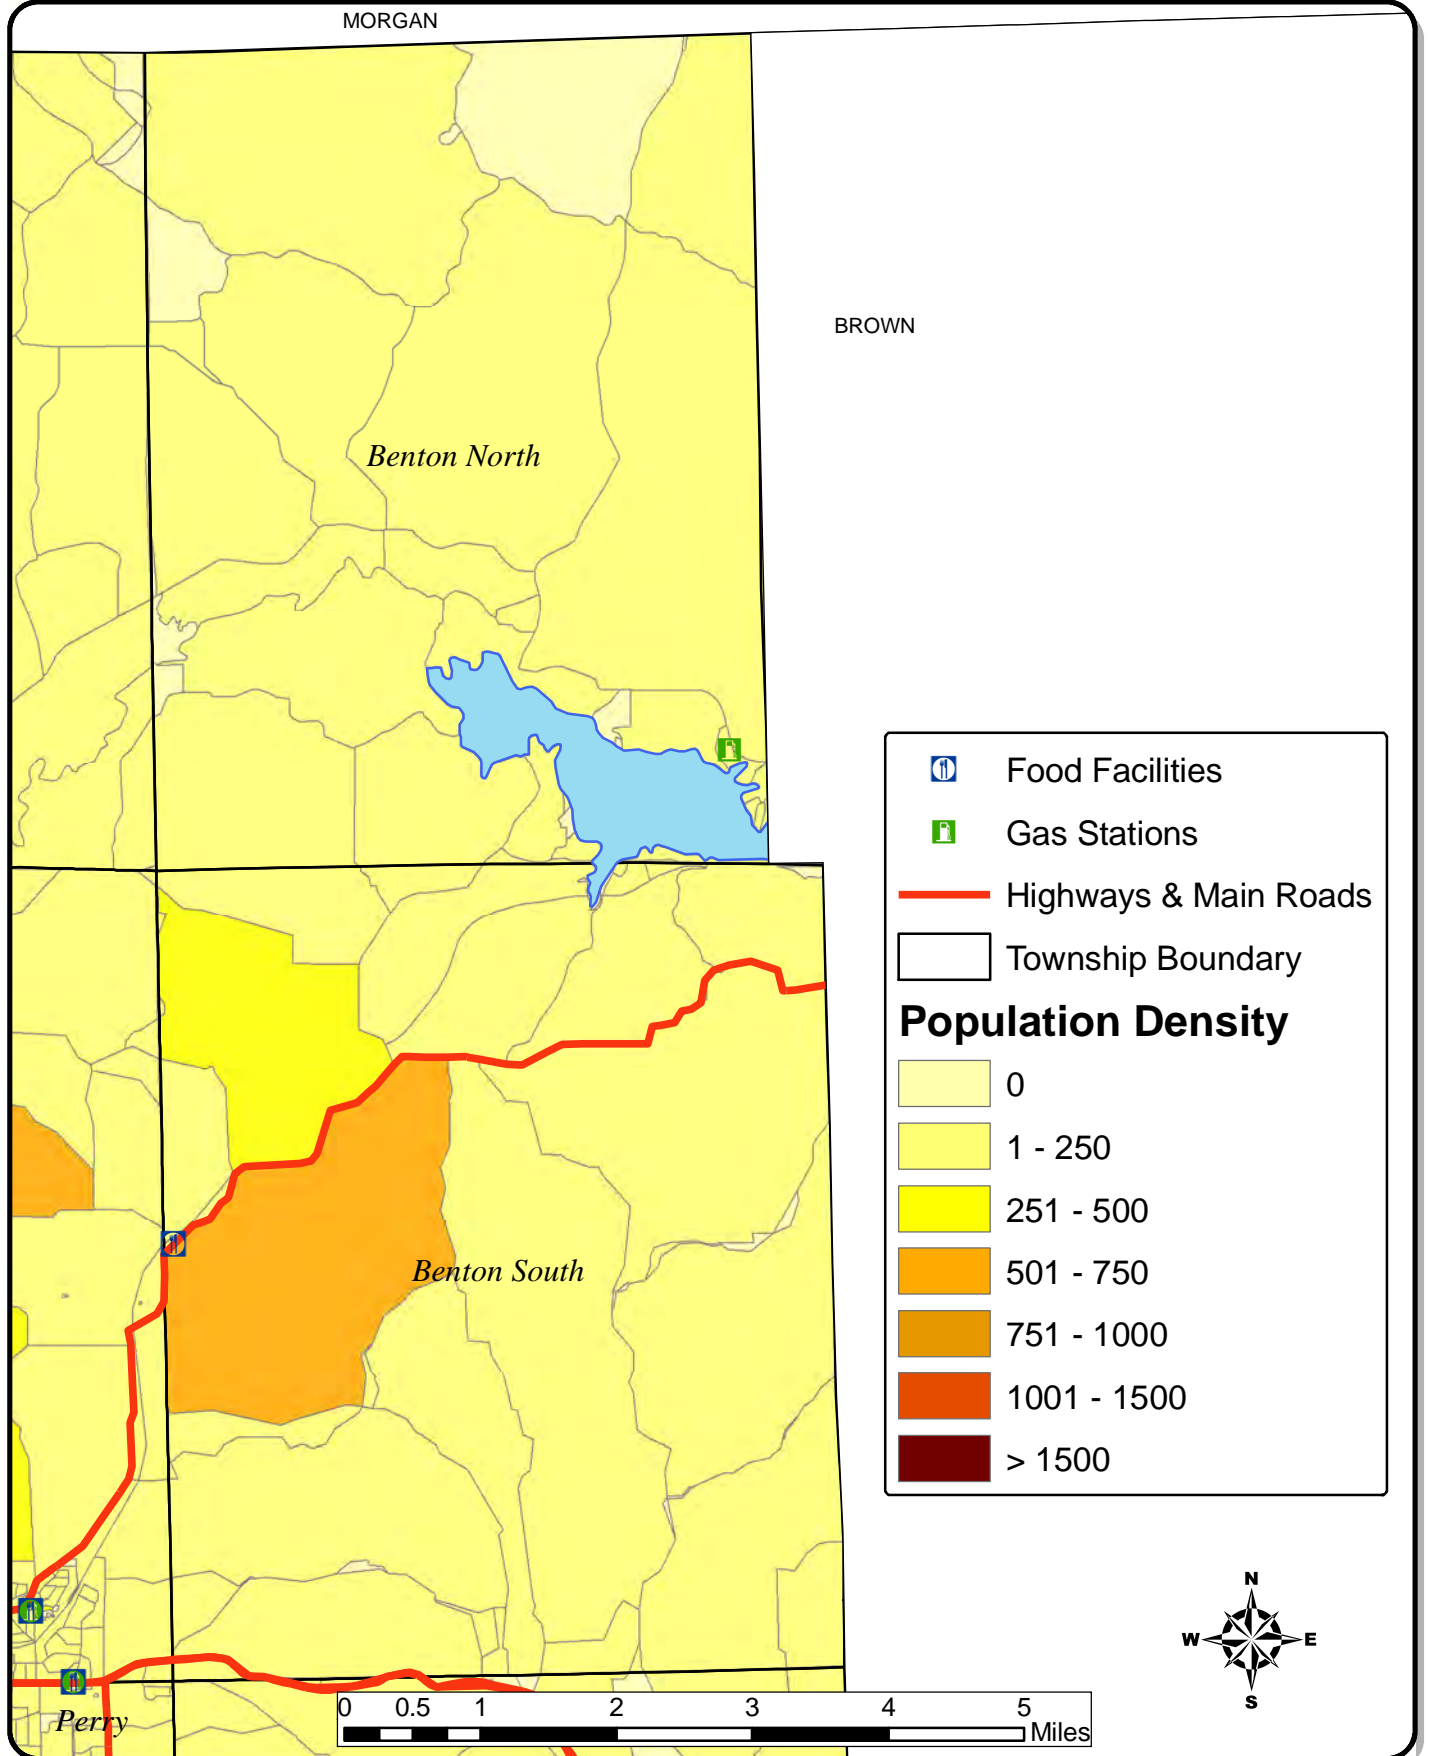 MORGAN
BROWN
Benton North
Food Facilities
Gas Stations
Highways & Main Roads
Township Boundary
Population Density
0
1 - 250
251 - 500
501 - 750
751 - 1000
1001 - 1500
> 1500
Benton South
N
W E
S
Perry
0 0.5 1 2 3 4 5
Miles